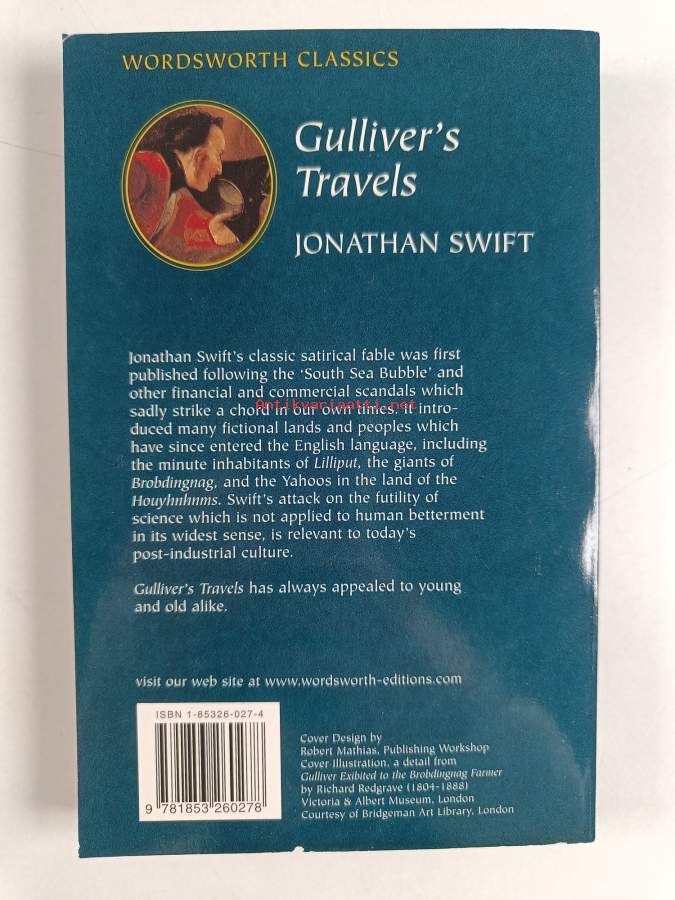 WORDSWORTH CLASSICS
Gulliver's
Travels
JONATHAN SWIFT
Jonathan Swift's classic satirical fable was first
published following the 'South Sea Bubble' and
other financial and commercial scandals which
sadly strike a chord in our own times. It intro-
duced many fictional lands and peoples which
have since entered the English language, including
the minute inhabitants of Lilliput, the giants of
Brobdingnag, and the Yahoos in the land of the
Houyhnhnms. Swift's attack on the futility of
science which is not applied to human betterment
in its widest sense, is relevant to today's
post-industrial culture.
Gulliver's Travels has always appealed to young
and old alike.
visit our web site at www.wordsworth-editions.com
ISBN 1-85326-027-4
9 781853 260278
Cover Design by
Robert Mathias, Publishing Workshop
Cover Illustration, a detail from
Gulliver Exibited to the Brobdingnag Farmer
by Richard Redgrave (1804-1888)
Victoria & Albert Museum, London
Courtesy of Bridgeman Art Library, London
Antikvariaatti.net